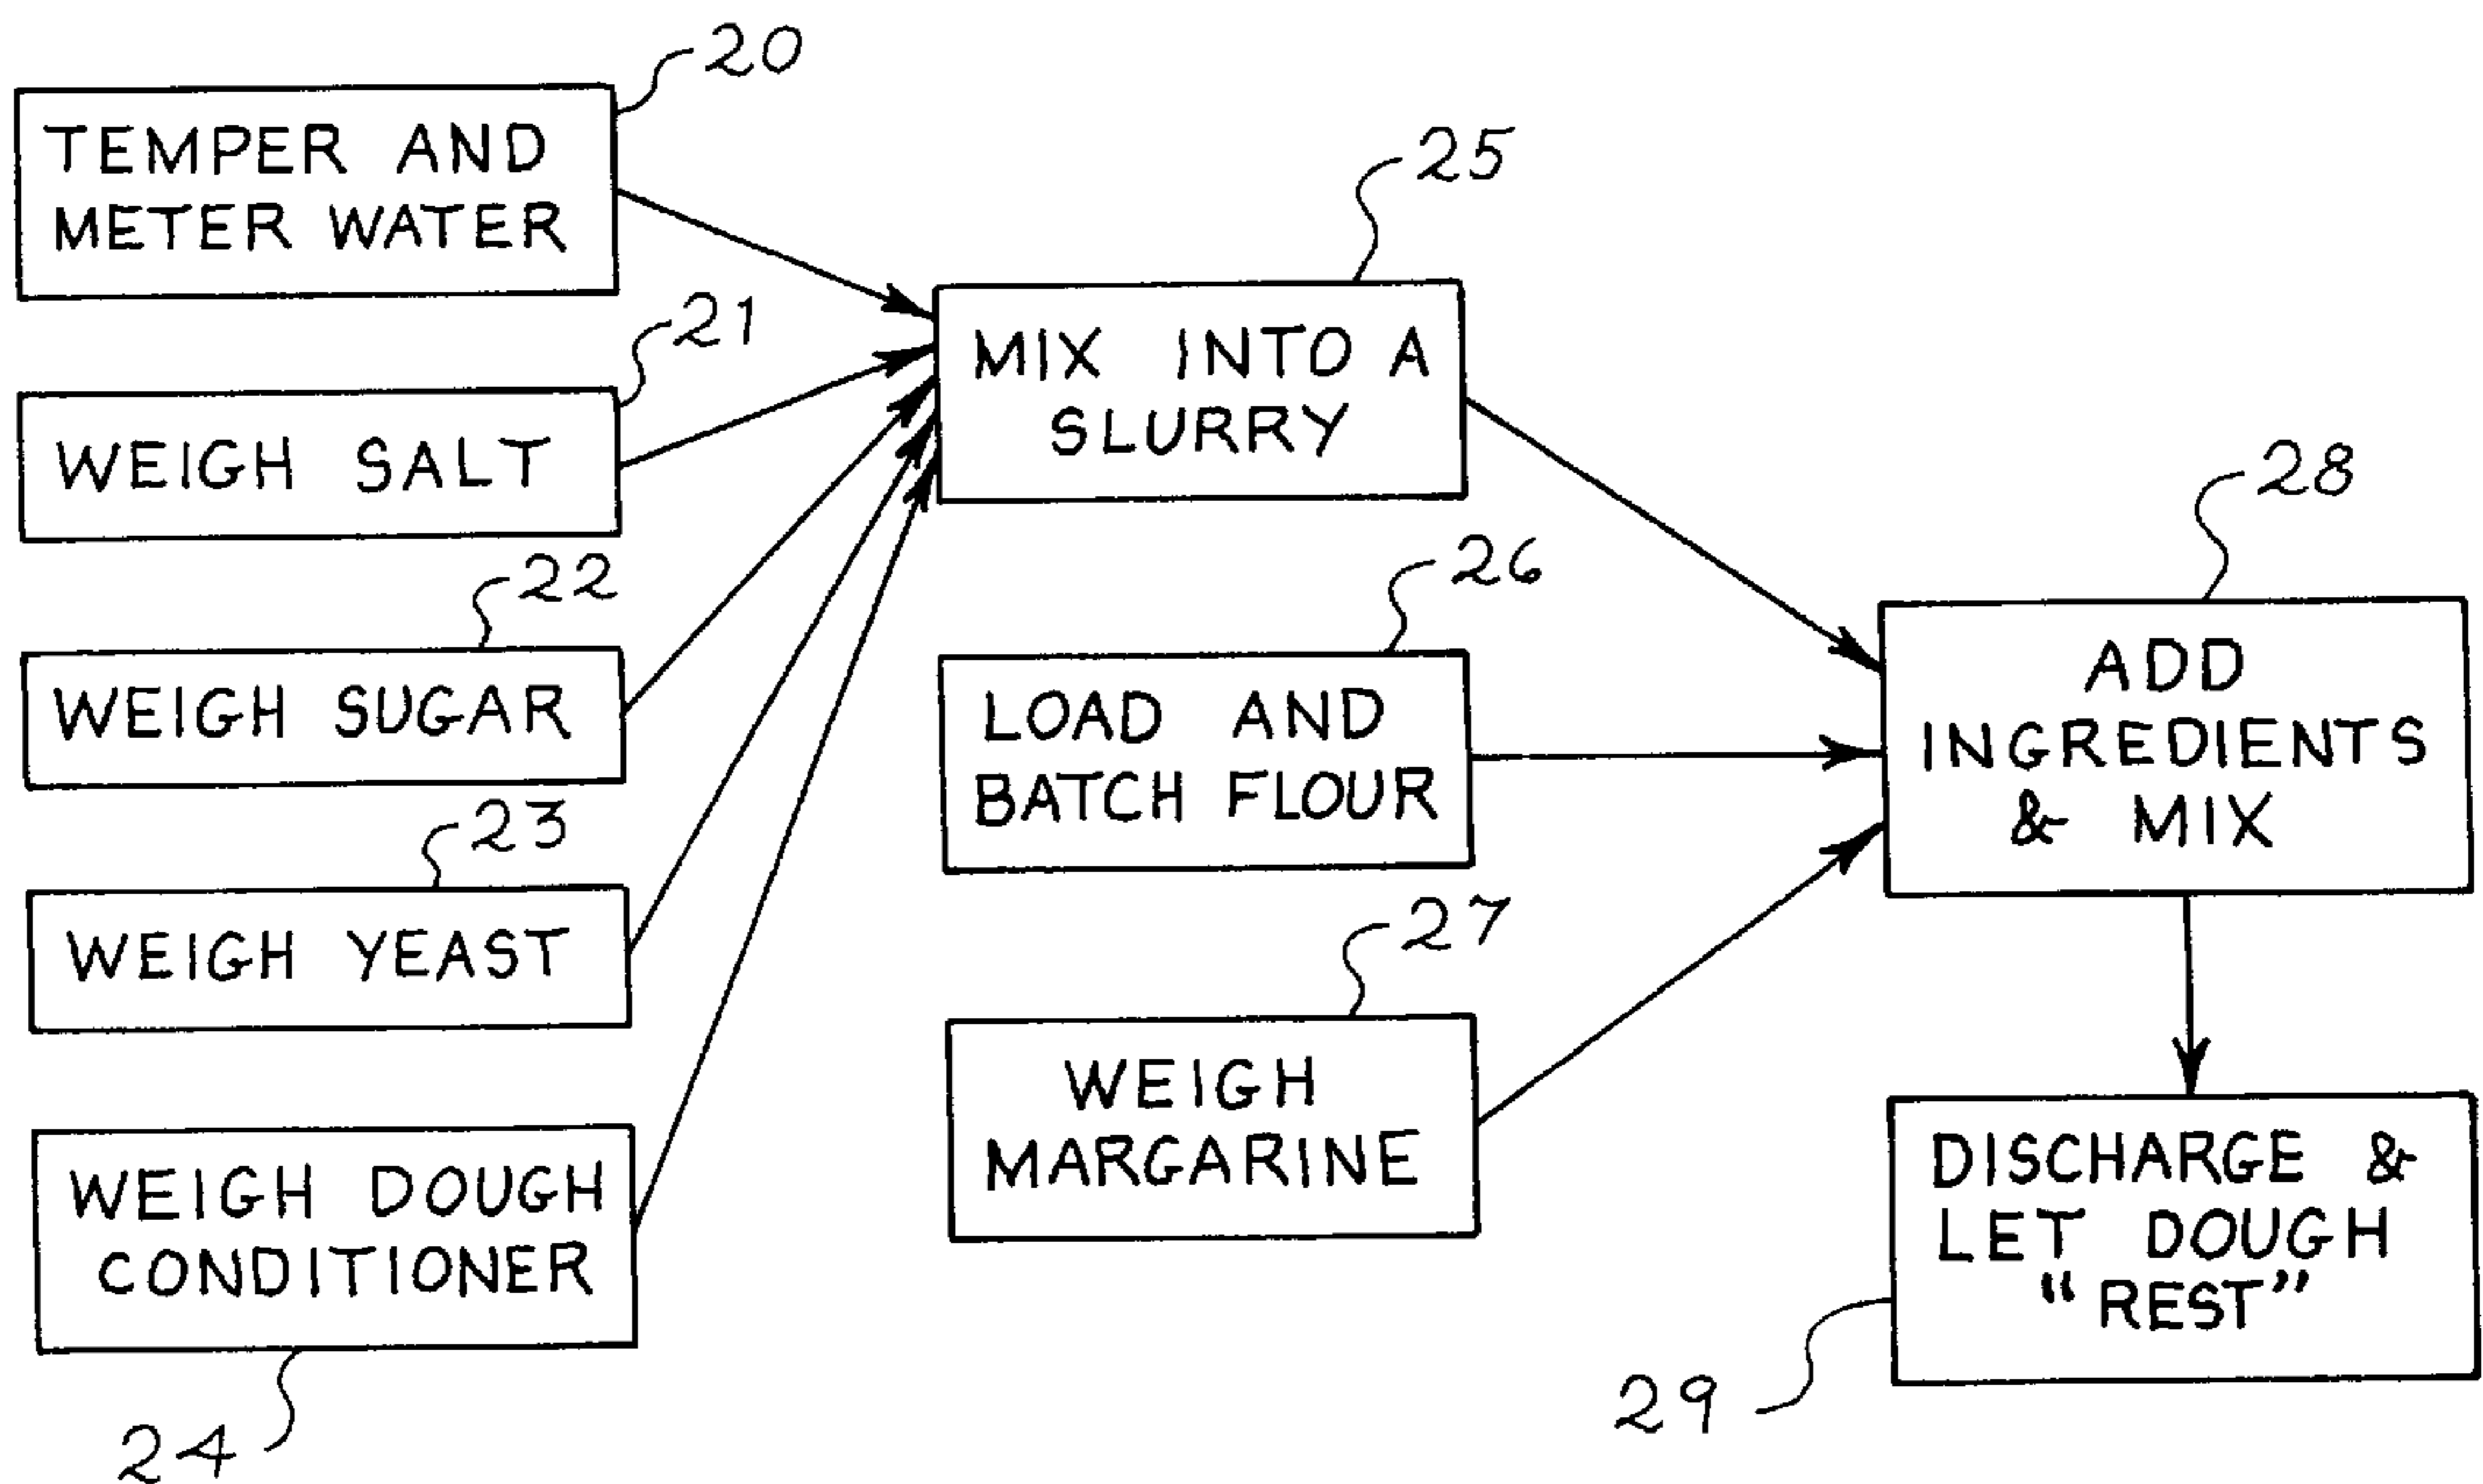 20
TEMPER AND
METER WATER
21
WEIGH SALT
22
WEIGH SUGAR
23
WEIGH YEAST
WEIGH DOUGH
CONDITIONER
24
25
MIX INTO A
SLURRY
26
LOAD AND
BATCH FLOUR
27
WEIGH
MARGARINE
28
ADD
INGREDIENTS
& MIX
DISCHARGE &
LET DOUGH
“REST”
29